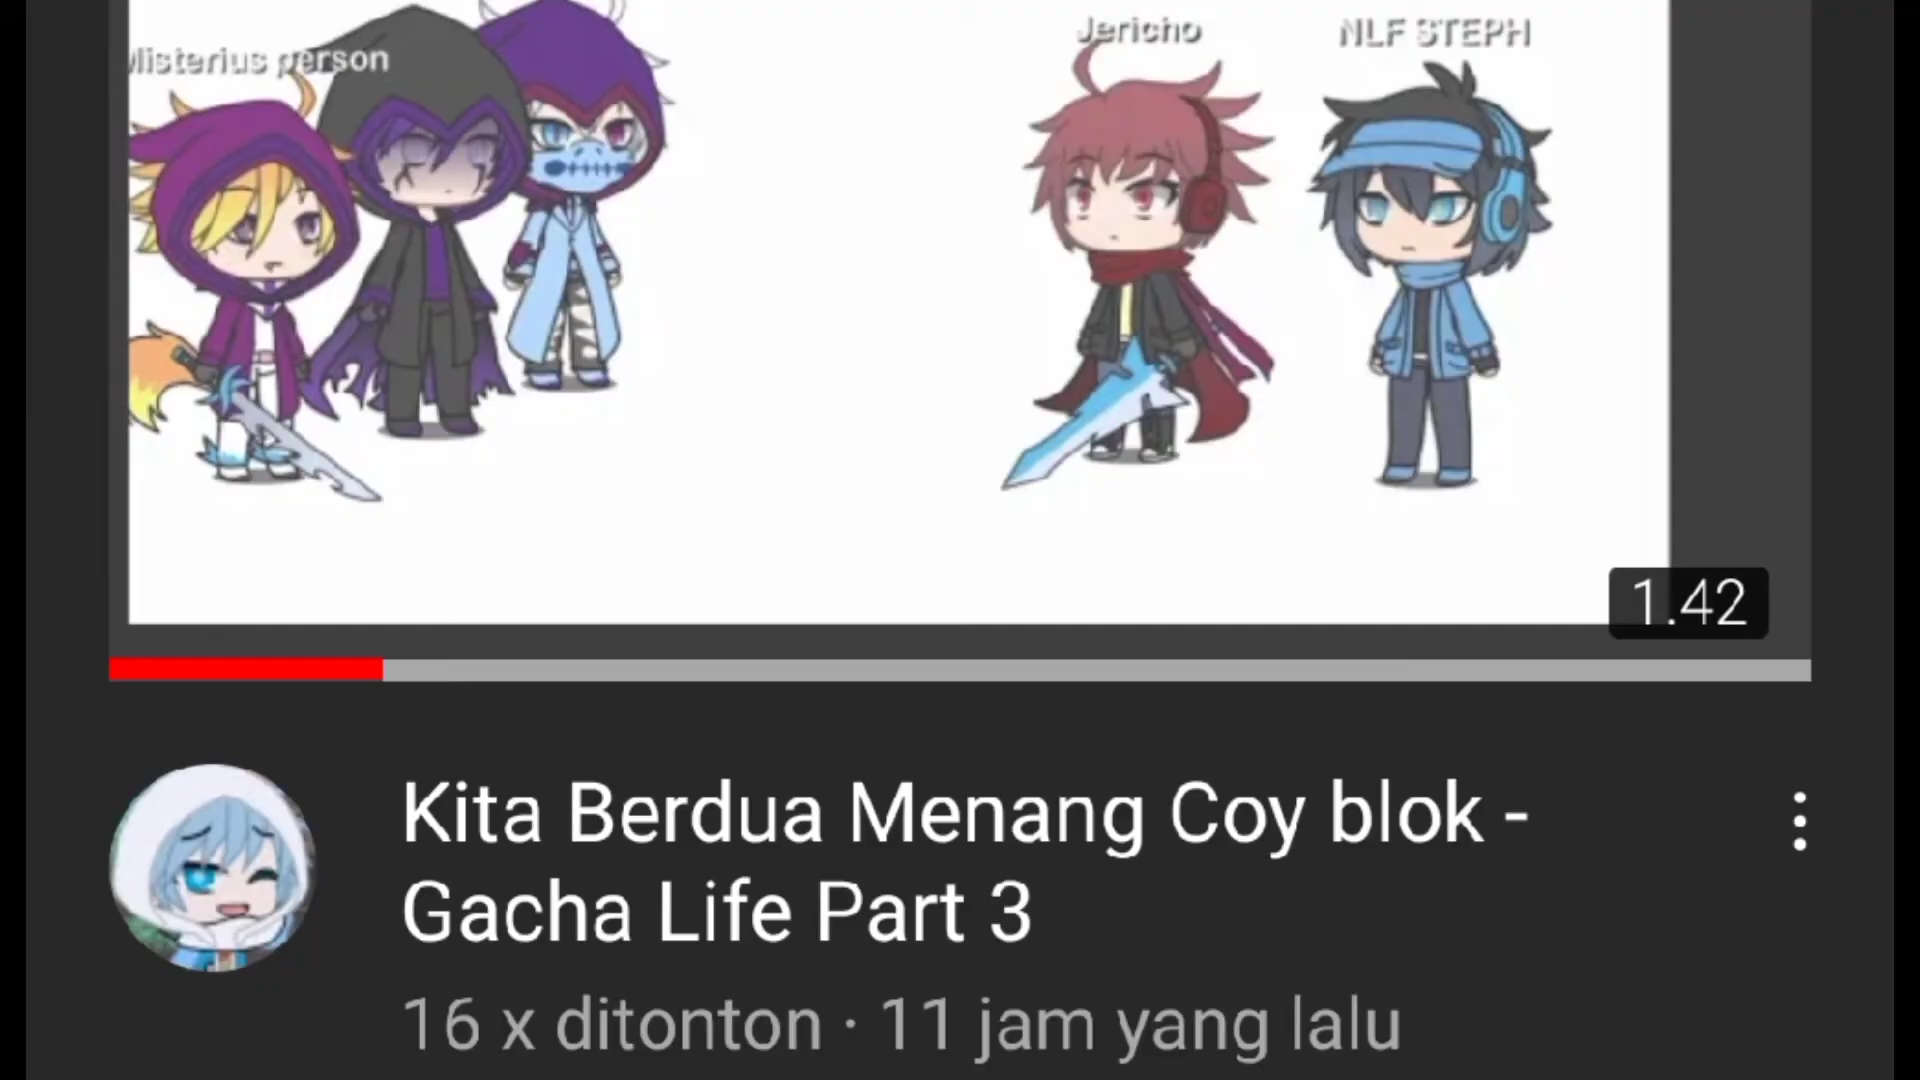 Jericho
NLF STEPH
Misterius person
1.42
Kita Berdua Menang Coy blok -
Gacha Life Part 3
16 x ditonton · 11 jam yang lalu